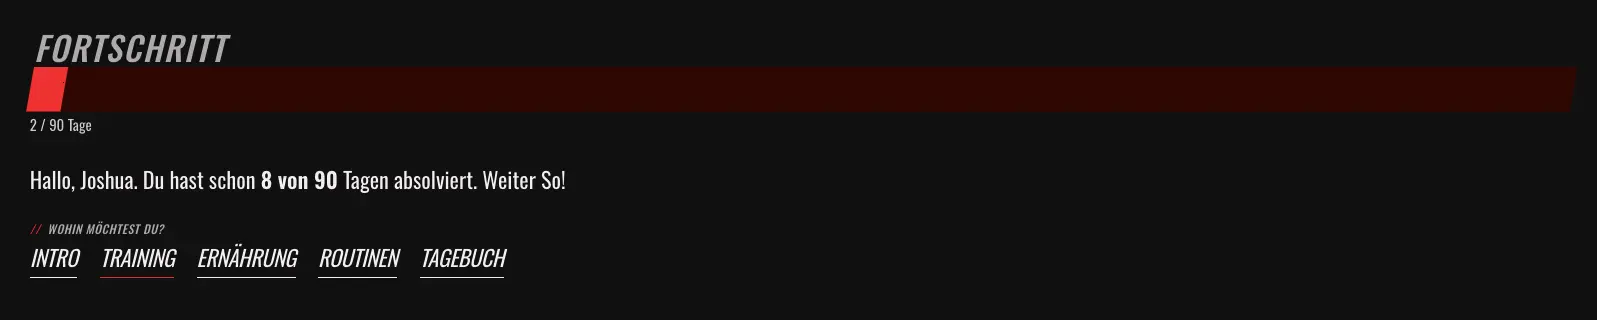 FORTSCHRITT
2 / 90 Tage
Hallo, Joshua. Du hast schon 8 von 90 Tagen absolviert. Weiter So!
// WOHIN MÖCHTEST DU?
INTRO TRAINING ERNÄHRUNG ROUTINEN TAGEBUCH